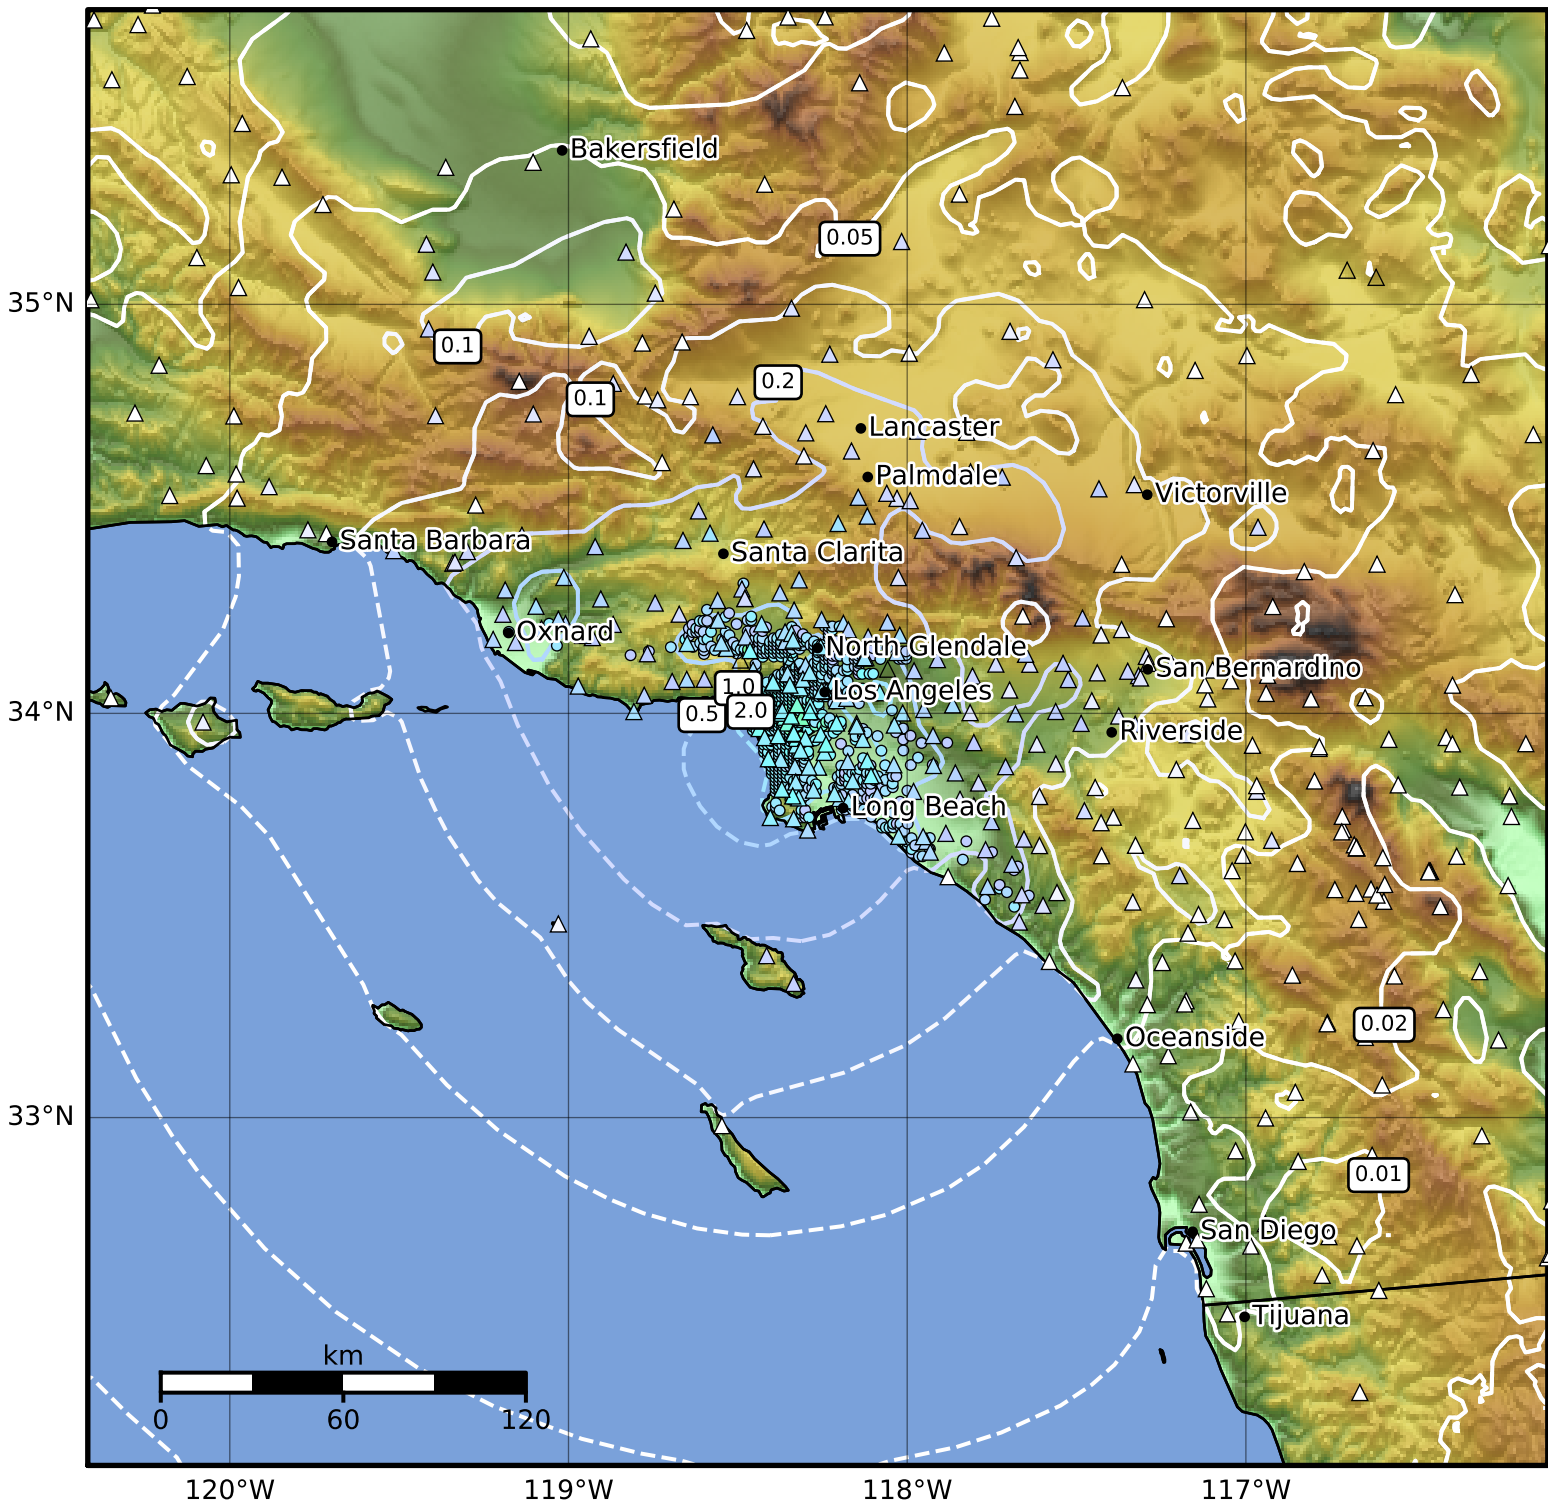 Bakersfield
0.05
35°N
0.1
0.2
0.1
Lancaster
Palmdale
Victorville
Santa Barbara
Santa Clarita
Oxnard
North Glendale
San Bernardino
1.0
Los Angeles
34°N
0.5
2.0
Riverside
Long Beach
0.02
Oceanside
33°N
0.01
San Diego
Tijuana
km
0
60
120
120°W
119°W
118°W
117°W